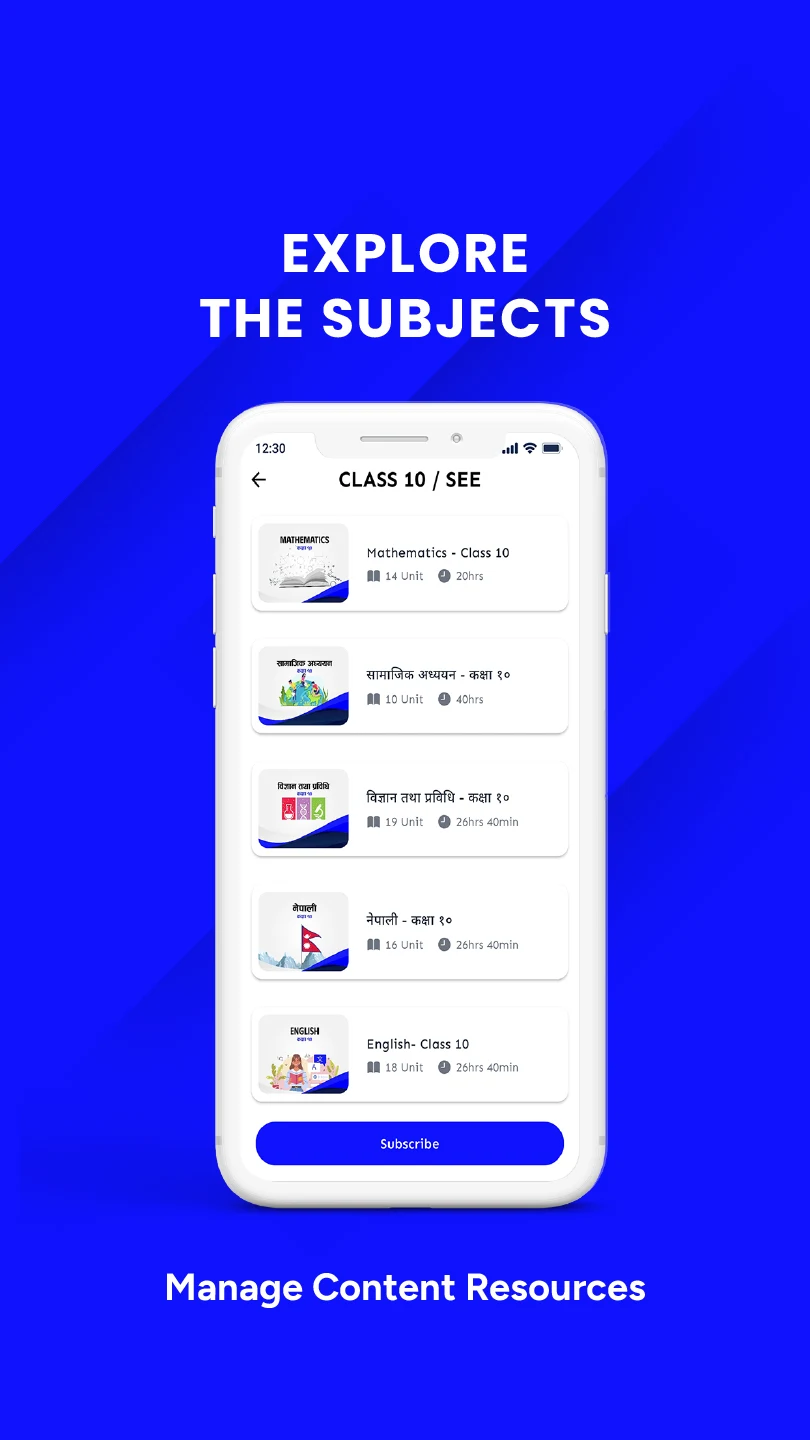 EXPLORE
THE SUBJECTS
12:30
CLASS 10 / SEE
MATHEMATICS
कक्षा १०
Mathematics - Class 10
14 Unit 20hrs
सामाजिक अध्ययन
कक्षा १०
सामाजिक अध्ययन - कक्षा १०
10 Unit 40hrs
विज्ञान तथा प्रविधि
कक्षा १०
विज्ञान तथा प्रविधि - कक्षा १०
19 Unit 26hrs 40min
नेपाली
कक्षा १०
नेपाली - कक्षा १०
16 Unit 26hrs 40min
ENGLISH
कक्षा १०
English- Class 10
18 Unit 26hrs 40min
Subscribe
Manage Content Resources